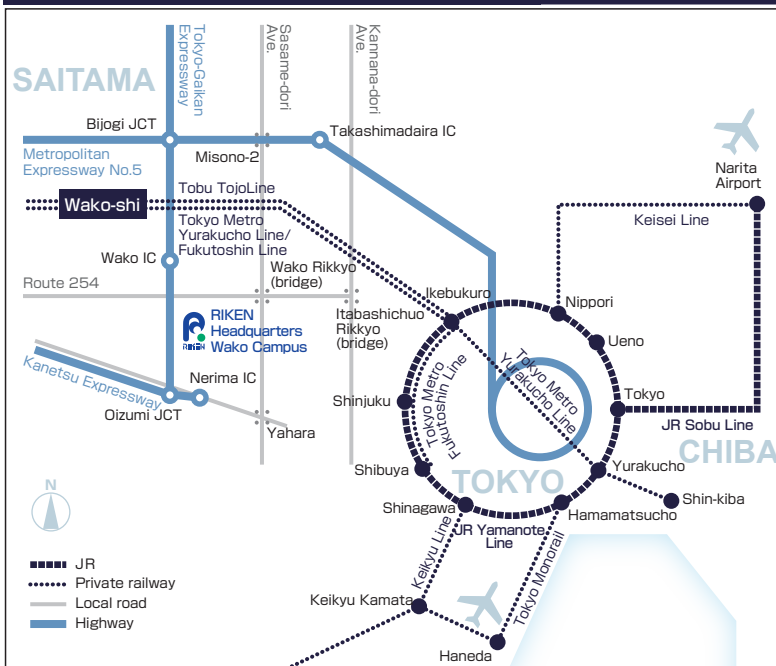 SAITAMA
Tokyo-Gaikan
Expressway
Sasame-dori
Ave.
Kannana-dori
Ave.
Bijogi JCT
Takashimadaira IC
Metropolitan
Expressway No.5
Misono-2
Narita
Airport
Wako-shi
Tobu TojoLine
Tokyo Metro
Yurakucho Line/
Fukutoshin Line
Keisei Line
Wako IC
Wako Rikkyo
(bridge)
Route 254
Ikebukuro
Nippori
RIKEN
RIKEN
Headquarters
Wako Campus
Itabashichuo
Rikkyo
(bridge)
Ueno
Kanetsu Expressway
Nerima IC
Oizumi JCT
Yahara
Shinjuku
Tokyo Metro
Fukutoshin Line
Tokyo Metro
Yurakucho Line
Tokyo
JR Sobu Line
CHIBA
Shibuya
TOKYO
Yurakucho
Shin-kiba
Shinagawa
Hamamatsucho
JR Yamanote
Line
N
JR
Private railway
Local road
Highway
Keikyu Line
Tokyo Monorail
Keikyu Kamata
Haneda